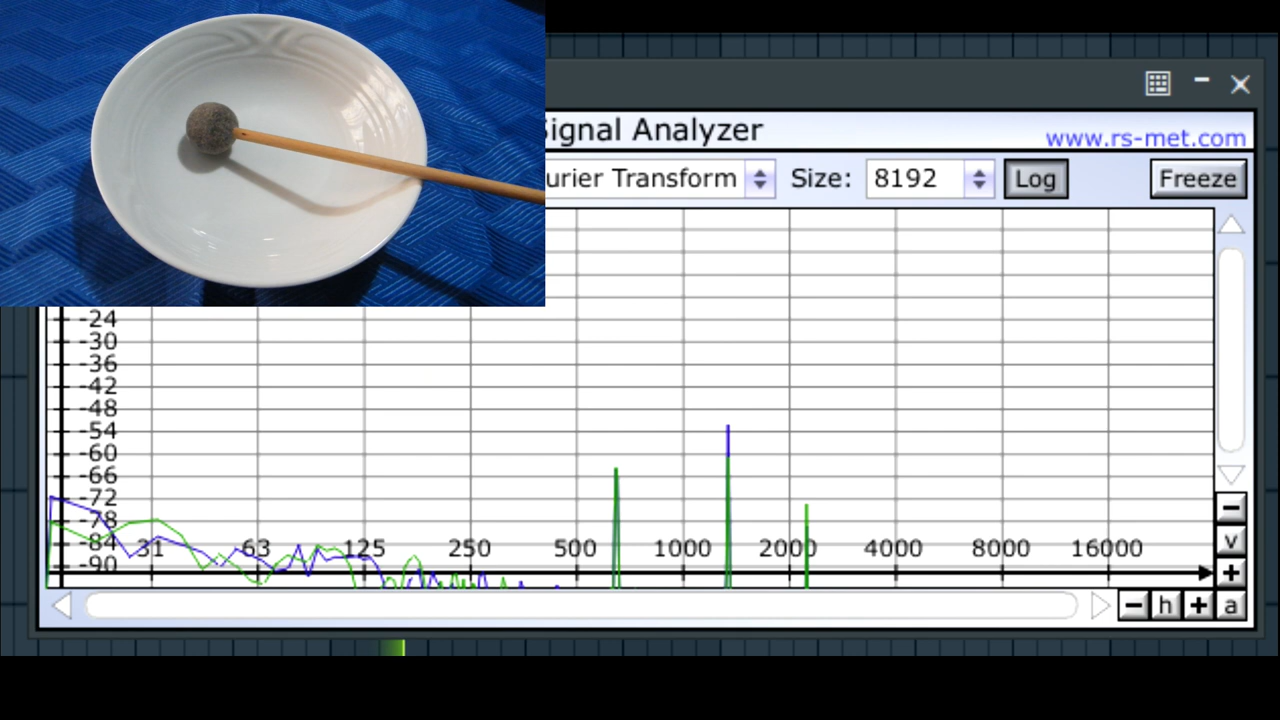 Signal Analyzer
www.rs-met.com
urier Transform Size: 8192 Log Freeze
-24
-30
-36
-42
-48
-54
-60
-66
-72
-78
-84 31 63 125 250 500 1000 2000 4000 8000 16000
-90
v
h a